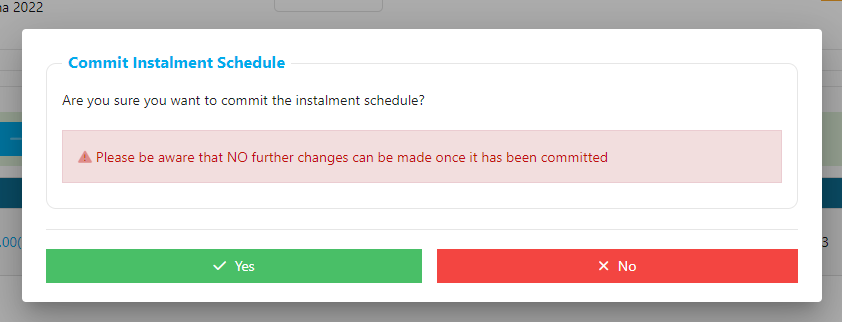 2022
Commit Instalment Schedule
Are you sure you want to commit the instalment schedule?
Please be aware that NO further changes can be made once it has been committed
.00(
3
Yes
No